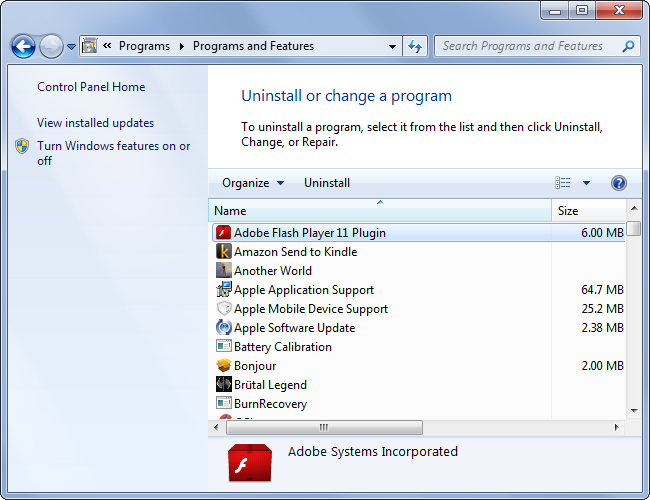 « Programs ▸ Programs and Features
Search Programs and Features
Control Panel Home
View installed updates
Turn Windows features on or
off
Uninstall or change a program
To uninstall a program, select it from the list and then click Uninstall,
Change, or Repair.
Organize Uninstall
Name Size
Adobe Flash Player 11 Plugin 6.00 MB
Amazon Send to Kindle
Another World
Apple Application Support 64.7 MB
Apple Mobile Device Support 25.2 MB
Apple Software Update 2.38 MB
Battery Calibration
Bonjour 2.00 MB
Brütal Legend
BurnRecovery
Adobe Systems Incorporated